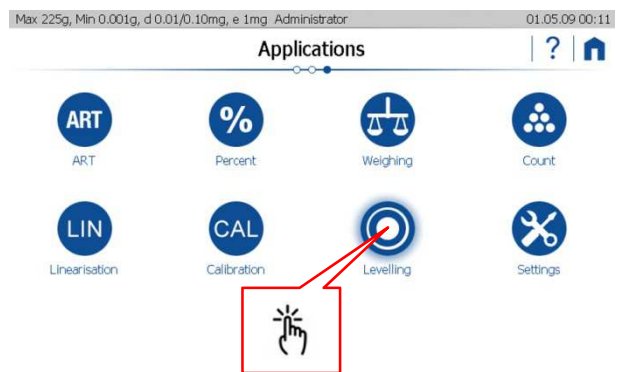 Max 225g, Min 0.001g, d 0.01/0.10mg, e 1mg Administrator 01.05.09 00:11
Applications ?
ART % 
ART Percent Weighing Count
LIN CAL
Linearisation Calibration Levelling Settings